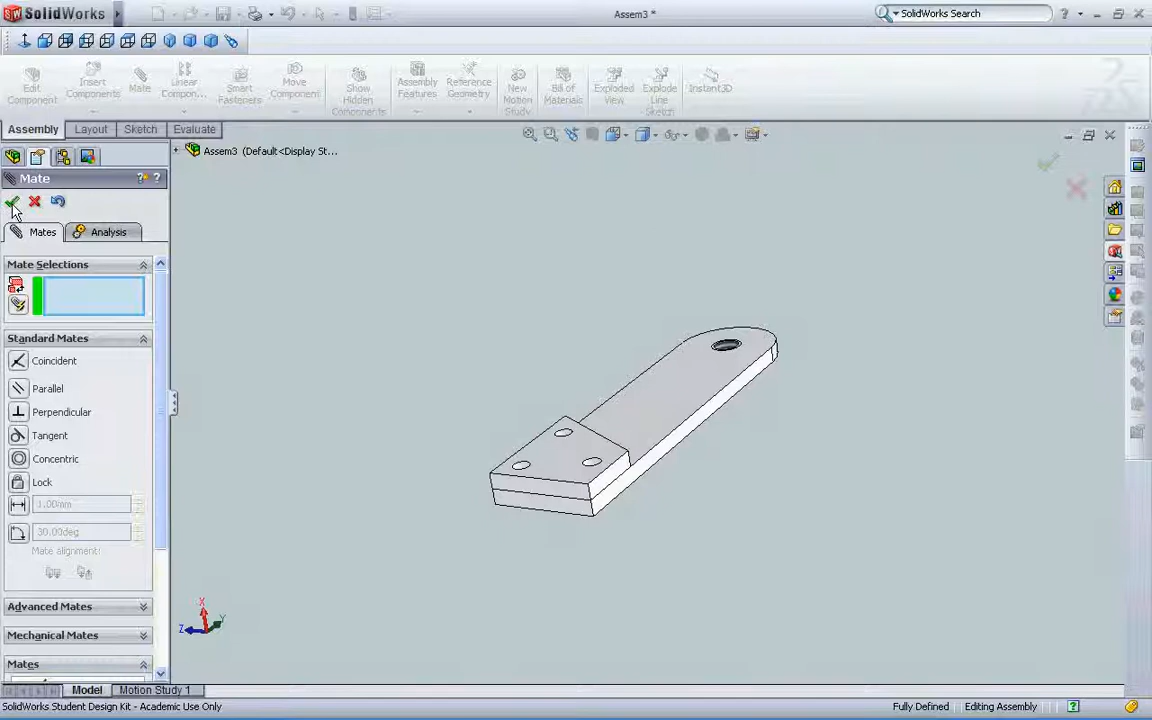 SolidWorks
Assem3 *
SolidWorks Search
Edit Component
Insert Components
Mate
Linear Compon...
Smart Fasteners
Move Component
Show Hidden Components
Assembly Features
Reference Geometry
New Motion Study
Bill of Materials
Exploded View
Explode Line Sketch
Instant3D
Assembly
Layout
Sketch
Evaluate
Assem3 (Default<Display St...
Mate
Mates
Analysis
Mate Selections
Standard Mates
Coincident
Parallel
Perpendicular
Tangent
Concentric
Lock
1.00mm
30.00deg
Mate alignment:
Advanced Mates
Mechanical Mates
Mates
X
Y
Z
Model
Motion Study 1
SolidWorks Student Design Kit - Academic Use Only
Fully Defined
Editing Assembly